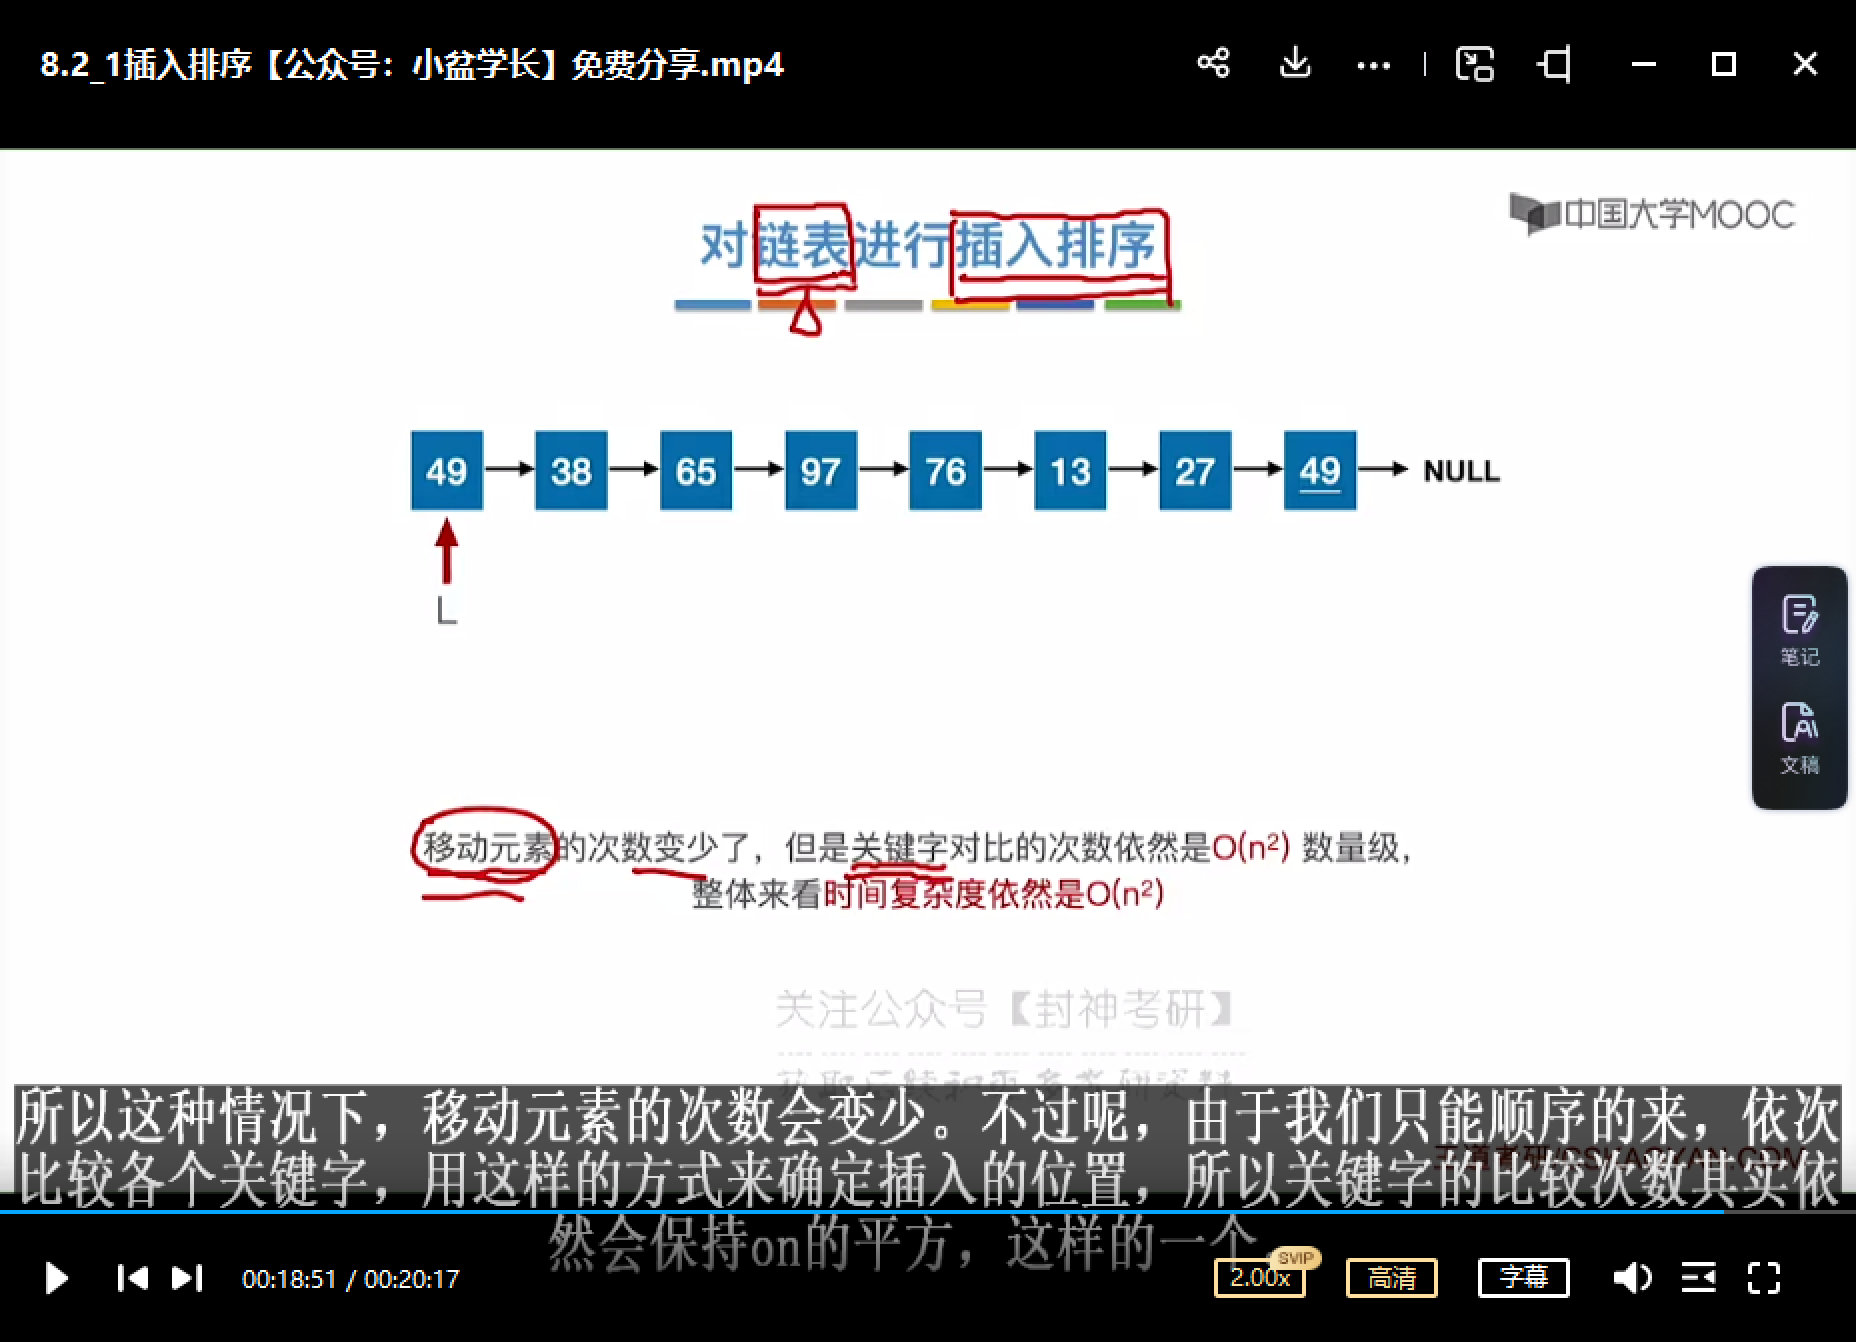 8.2_1插入排序【公众号：小盆学长】免费分享.mp4
中国大学MOOC
对链表进行插入排序
49 38 65 97 76 13 27 49 NULL
L
笔记
文稿
移动元素的次数变少了，但是关键字对比的次数依然是O(n²) 数量级，
整体来看时间复杂度依然是O(n²)
关注公众号【封神考研】
所以这种情况下，移动元素的次数会变少。不过呢，由于我们只能顺序的来，依次
比较各个关键字，用这样的方式来确定插入的位置，所以关键字的比较次数其实依
然会保持on的平方，这样的一个
00:18:51 / 00:20:17
2.00x
SVIP
高清
字幕